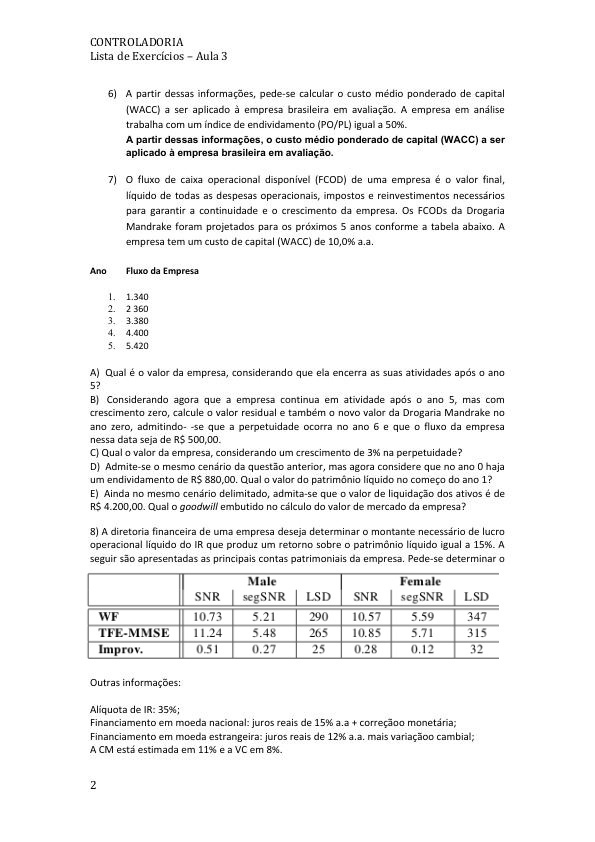 CONTROLADORIA
Lista de Exercícios – Aula 3
6) A partir dessas informações, pede-se calcular o custo médio ponderado de capital
(WACC) a ser aplicado à empresa brasileira em avaliação. A empresa em análise
trabalha com um índice de endividamento (PO/PL) igual a 50%.
A partir dessas informações, o custo médio ponderado de capital (WACC) a ser
aplicado à empresa brasileira em avaliação.
7) O fluxo de caixa operacional disponível (FCOD) de uma empresa é o valor final,
líquido de todas as despesas operacionais, impostos e reinvestimentos necessários
para garantir a continuidade e o crescimento da empresa. Os FCODs da Drogaria
Mandrake foram projetados para os próximos 5 anos conforme a tabela abaixo. A
empresa tem um custo de capital (WACC) de 10,0% a.a.
Ano Fluxo da Empresa
1. 1.340
2. 2 360
3. 3.380
4. 4.400
5. 5.420
A) Qual é o valor da empresa, considerando que ela encerra as suas atividades após o ano
5?
B) Considerando agora que a empresa continua em atividade após o ano 5, mas com
crescimento zero, calcule o valor residual e também o novo valor da Drogaria Mandrake no
ano zero, admitindo- -se que a perpetuidade ocorra no ano 6 e que o fluxo da empresa
nessa data seja de R$ 500,00.
C) Qual o valor da empresa, considerando um crescimento de 3% na perpetuidade?
D) Admite-se o mesmo cenário da questão anterior, mas agora considere que no ano 0 haja
um endividamento de R$ 880,00. Qual o valor do patrimônio líquido no começo do ano 1?
E) Ainda no mesmo cenário delimitado, admita-se que o valor de liquidação dos ativos é de
R$ 4.200,00. Qual o goodwill embutido no cálculo do valor de mercado da empresa?
8) A diretoria financeira de uma empresa deseja determinar o montante necessário de lucro
operacional líquido do IR que produz um retorno sobre o patrimônio líquido igual a 15%. A
seguir são apresentadas as principais contas patrimoniais da empresa. Pede-se determinar o
Male Female
SNR segSNR LSD SNR segSNR LSD
WF 10.73 5.21 290 10.57 5.59 347
TFE-MMSE 11.24 5.48 265 10.85 5.71 315
Improv. 0.51 0.27 25 0.28 0.12 32
Outras informações:
Alíquota de IR: 35%;
Financiamento em moeda nacional: juros reais de 15% a.a + correçãoo monetária;
Financiamento em moeda estrangeira: juros reais de 12% a.a. mais variaçãoo cambial;
A CM está estimada em 11% e a VC em 8%.
2